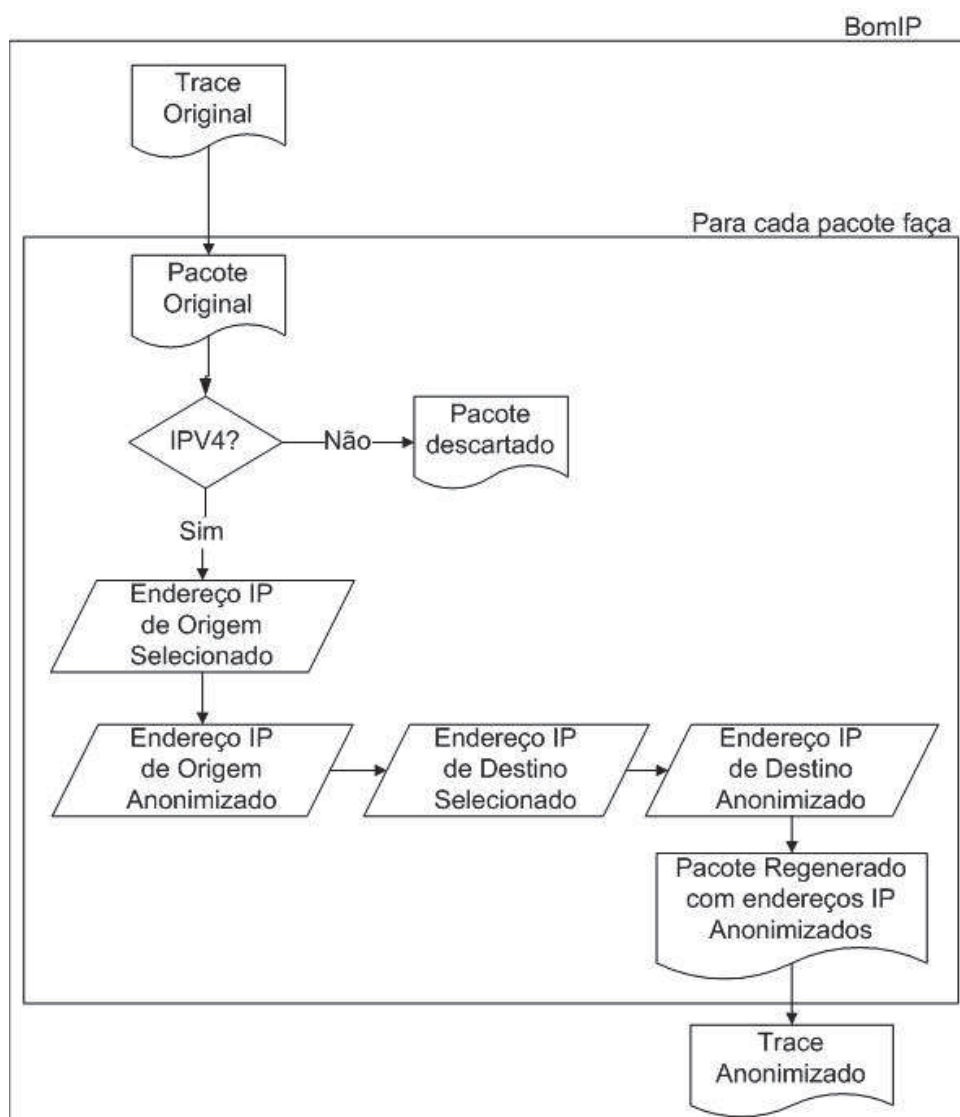 BomIP
Trace
Original
Para cada pacote faça
Pacote
Original
IPV4?
Não
Pacote
descartado
Sim
Endereço IP
de Origem
Selecionado
Endereço IP
de Origem
Anonimizado
Endereço IP
de Destino
Selecionado
Endereço IP
de Destino
Anonimizado
Pacote Regenerado
com endereços IP
Anonimizados
Trace
Anonimizado